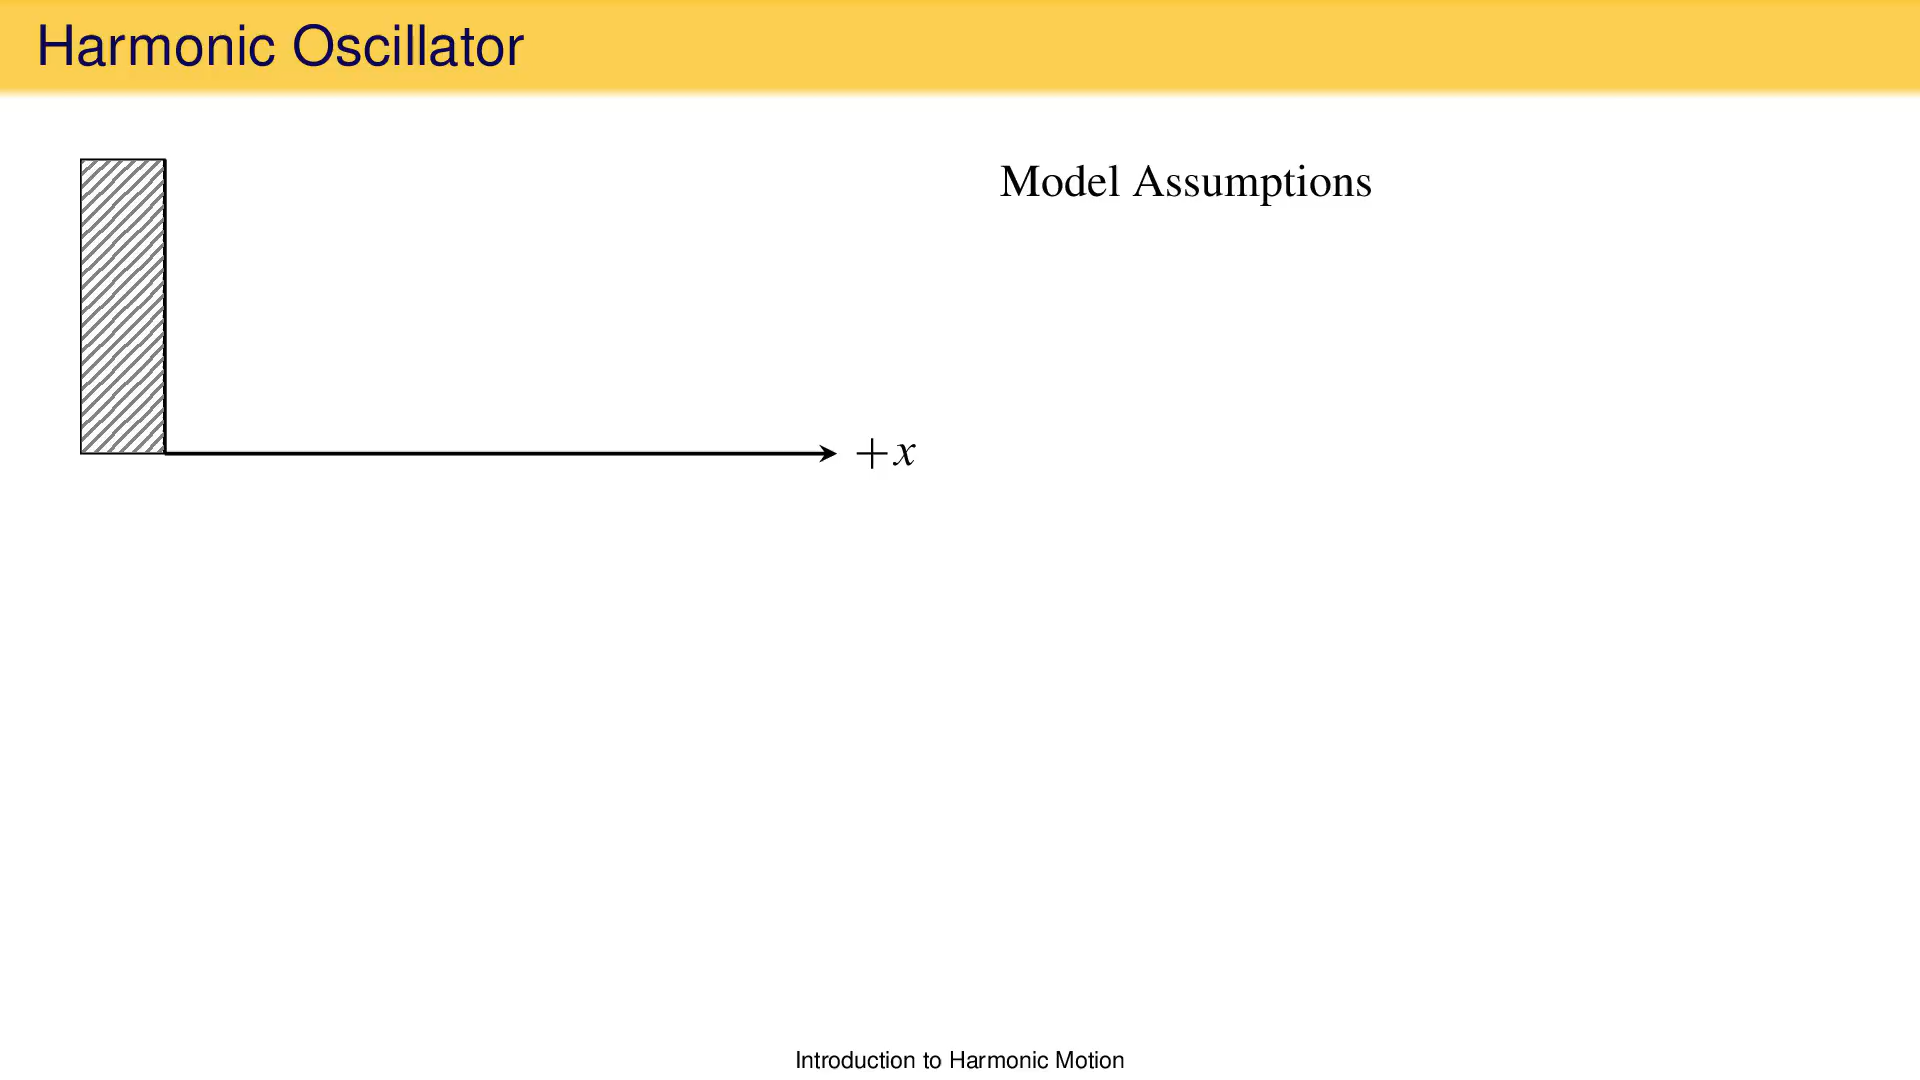 Harmonic Oscillator
Model Assumptions
+x
Introduction to Harmonic Motion